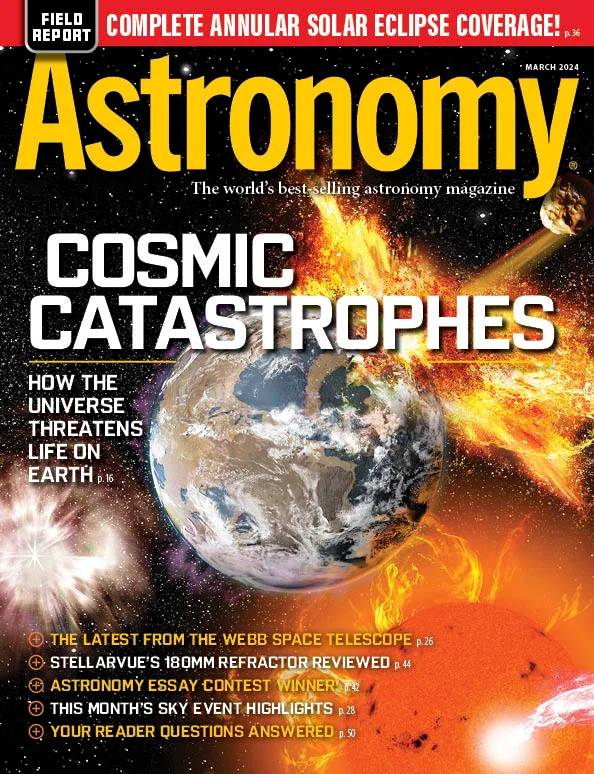 FIELD
REPORT
COMPLETE ANNULAR SOLAR ECLIPSE COVERAGE! p. 36
MARCH 2024
Astronomy®
The world's best-selling astronomy magazine
COSMIC
CATASTROPHES
HOW THE
UNIVERSE
THREATENS
LIFE ON
EARTH p. 16
THE LATEST FROM THE WEBB SPACE TELESCOPE p. 26
STELLARVUE'S 180MM REFRACTOR REVIEWED p. 44
ASTRONOMY ESSAY CONTEST WINNER! p. 42
THIS MONTH'S SKY EVENT HIGHLIGHTS p. 28
YOUR READER QUESTIONS ANSWERED p. 50